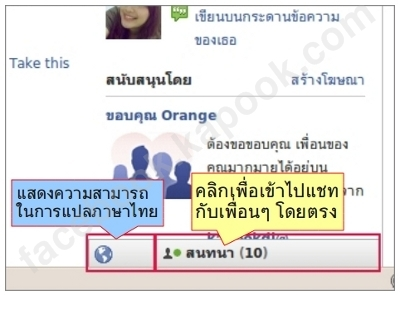 เขียนบนกระดานข้อความ
ของเธอ
Take this
สนับสนุนโดย สร้างโฆษณา
ขอบคุณ Orange
ต้องขอขอบคุณ เพื่อนของ
คุณมากมายได้อยู่บน
จาก
แสดงความสามารถ
ในการแปลภาษาไทย
คลิกเพื่อเข้าไปแชท
กับเพื่อนๆ โดยตรง
สนทนา (10)
kapook.com